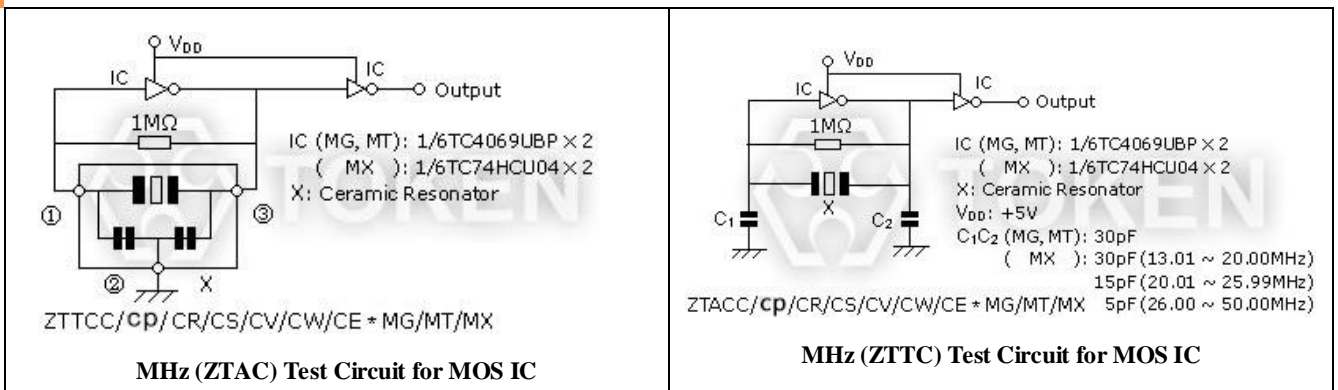 VDD
IC
IC
Output
1MΩ
IC (MG, MT): 1/6TC4069UBP×2
( MX ): 1/6TC74HCU04×2
X: Ceramic Resonator
TOKEN
①
③
②
X
ZTTCC/cp/CR/CS/CV/CW/CE*MG/MT/MX
MHz (ZTAC) Test Circuit for MOS IC
VDD
IC
IC
Output
1MΩ
IC (MG, MT): 1/6TC4069UBP×2
( MX ): 1/6TC74HCU04×2
X: Ceramic Resonator
VDD: +5V
TOKEN
X
C1
C2
C1C2 (MG, MT): 30pF
( MX ): 30pF(13.01 ~ 20.00MHz)
15pF(20.01 ~ 25.99MHz)
ZTACC/cp/CR/CS/CV/CW/CE*MG/MT/MX 5pF(26.00 ~ 50.00MHz)
MHz (ZTTC) Test Circuit for MOS IC